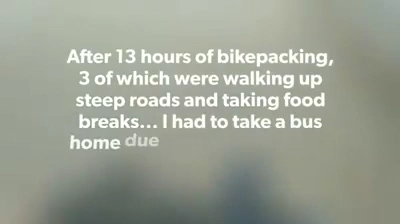 After 13 hours of bikepacking,
3 of which were walking up
steep roads and taking food
breaks... I had to take a bus
home due